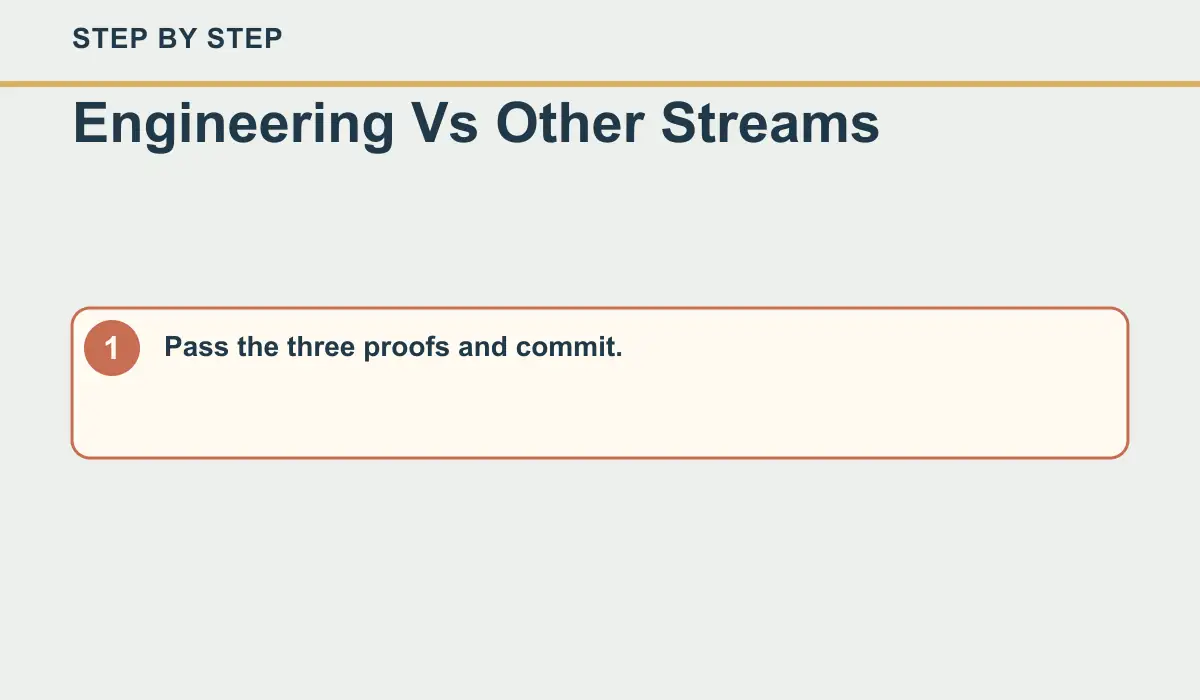 STEP BY STEP
Engineering Vs Other Streams
1 Pass the three proofs and commit.